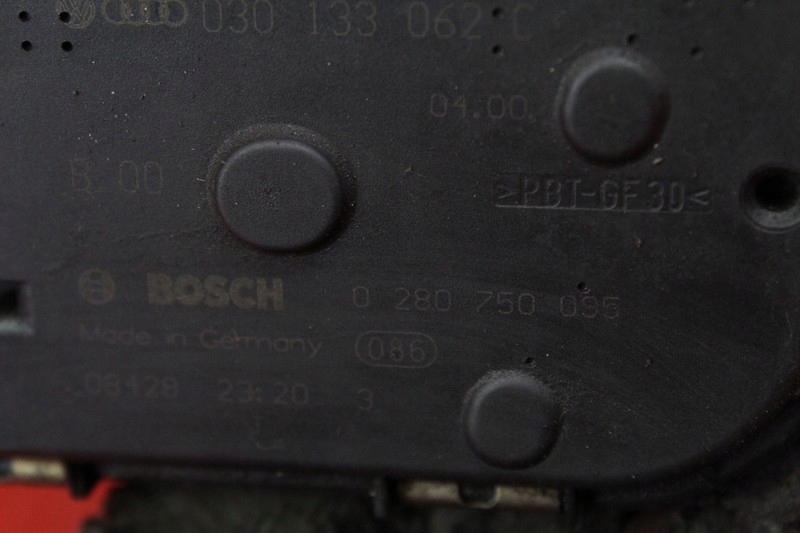 030 133 062 C
04.00
B 00
>PBT-GF30<
BOSCH 0 280 750 095
Made in Germany 086
08428 23:20 3